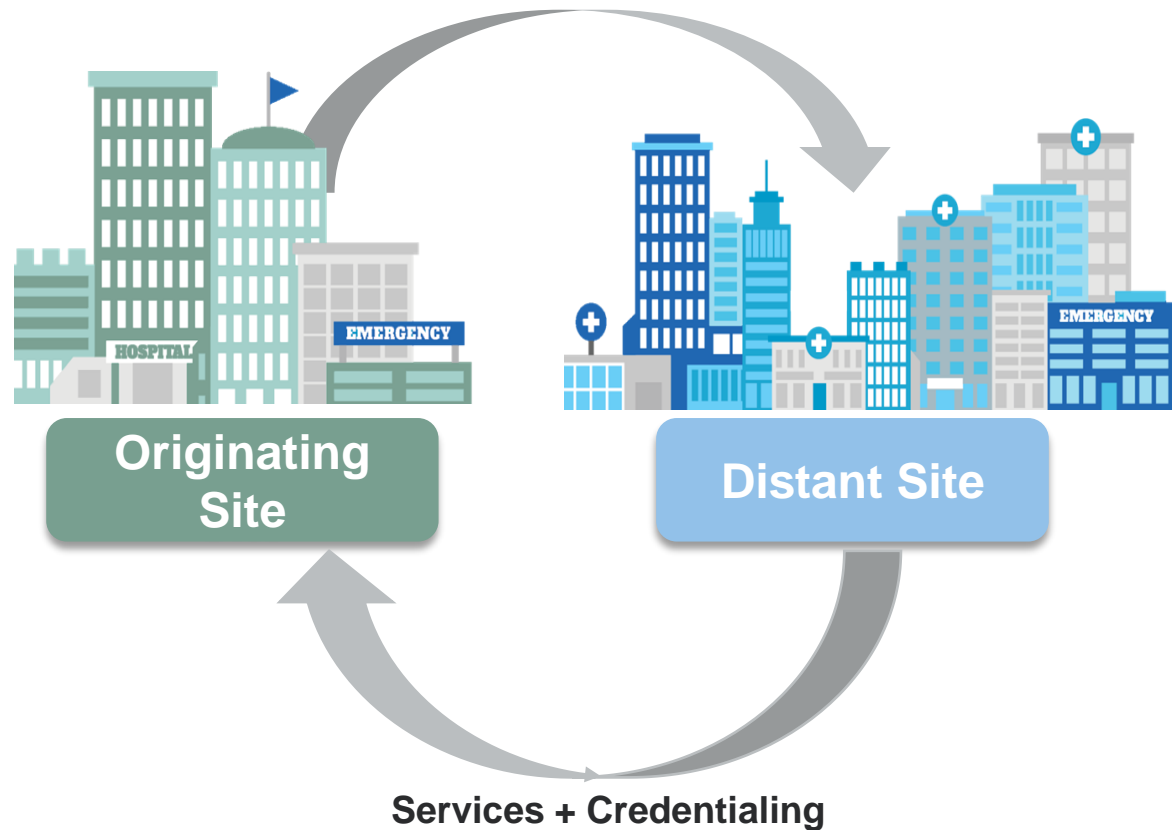 EMERGENCY
HOSPITAL
EMERGENCY
Originating
Site
Distant Site
Services + Credentialing